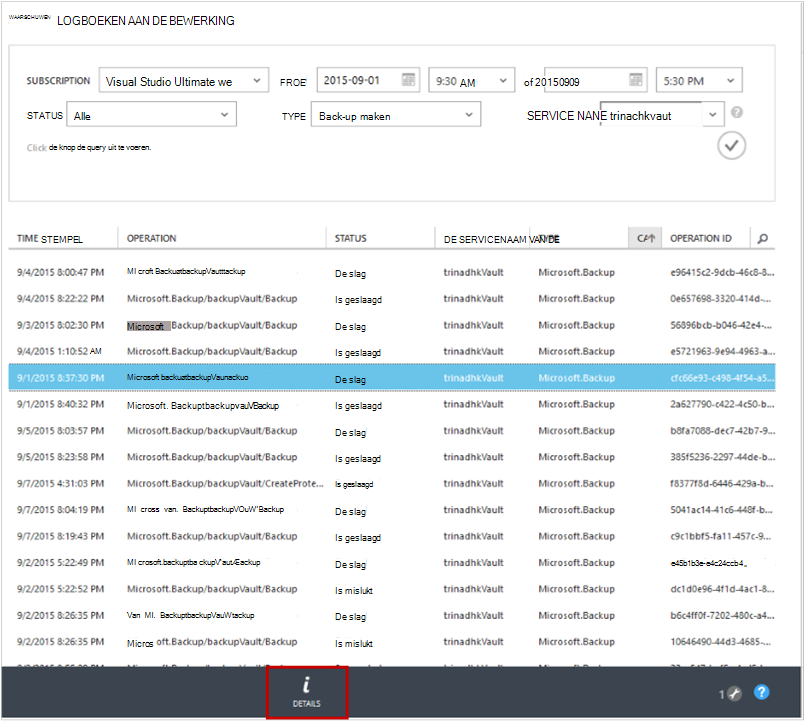 WAARSCHUWEN LOGBOEKEN AAN DE BEWERKING
SUBSCRIPTION Visual Studio Ultimate we FROE' 2015-09-01 9:30 AM of 20150909 5:30 PM
STATUS Alle TYPE Back-up maken SERVICE NANE trinachkvaut
Click de knop de query uit te voeren.
TIME STEMPEL OPERATION STATUS DE SERVICENAAM VAN DE OPERATION ID
9/4/2015 8:00:47 PM MI croft BackuatbackupVautttackup De slag trinadhkVault Microsoft.Backup e96415c2-9dcb-46c8-8...
9/4/2015 8:22:22 PM Microsoft.Backup/backupVault/Backup Is geslaagd trinadhkVault Microsoft.Backup 0e657698-3320-414d-...
9/3/2015 8:02:30 PM Microsoft Backup/backupVault/Backup De slag trinadhkVault Microsoft.Backup 56896bcb-b046-42e4-...
9/4/2015 1:10:52 AM Microsoft.Backup/backupVault/Backup Is geslaagd trinadhkVault Microsoft.Backup e5721963-9e94-4963-a...
9/1/2015 8:37:30 PM Microsoft backuatbackupVaunackuo De slag trinadhkVault Microsoft.Backup cfc66e93-c498-4f54-a5...
9/1/2015 8:40:32 PM Microsoft. BackuptbackupvauVBackup Is geslaagd trinadhkVault Microsoft.Backup 2a627790-c422-4c50-b...
9/5/2015 8:03:57 PM Microsoft.Backup/backupVault/Backup De slag trinadhkVault Microsoft.Backup b8fa7088-dec7-42b7-9...
9/5/2015 8:23:58 PM Microsoft.Backup/backupVault/Backup Is geslaagd trinadhkVault Microsoft.Backup 385f5236-2297-44de-b...
9/7/2015 4:31:03 PM Microsoft.Backup/backupVault/CreateProte... Is geslaagd trinadhkVault Microsoft.Backup f8377f8d-6446-429a-b...
9/7/2015 8:04:19 PM MI cross van. BackuptbackupVOuW'Backup De slag trinadhkVault Microsoft.Backup 5041ac14-41c6-448f-b...
9/7/2015 8:19:43 PM Microsoft.Backup/backupVault/Backup Is geslaagd trinadhkVault Microsoft.Backup c9c1bbf5-fa11-457c-9...
9/2/2015 5:22:49 PM MI crosoft.backuptba ckupV'aut/Eackup De slag trinadhkVault Microsoft.Backup e45b1b3e-e4c24ccb4
9/2/2015 5:22:52 PM Microsoft.Backup/backupVault/Backup Is mislukt trinadhkVault Microsoft.Backup dc1d0e96-4f1d-4ac1-8...
9/2/2015 8:26:35 PM Van MI. BackuptbackupVauWtackup De slag trinadhkVault Microsoft.Backup b6c4ff0f-7202-480c-a4...
9/2/2015 8:26:35 PM Micros oft.Backup/backupVault/Backup Is mislukt trinadhkVault Microsoft.Backup 10646490-44d3-4685-...
DETAILS
1